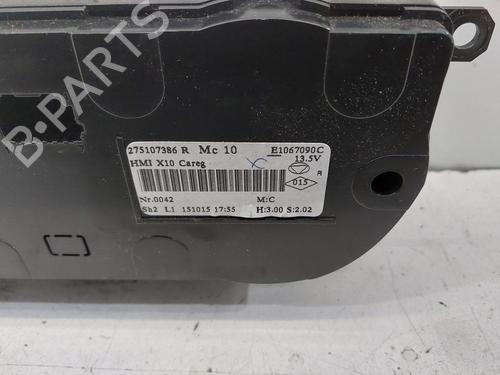 B-PARTS
275107386 R Mc 10 E1067090C
HMI X10 Careg 13.5V
015
R
Nr.0042 M:C
Sh2 L1 151015 17:55 H:3.00 S:2.02